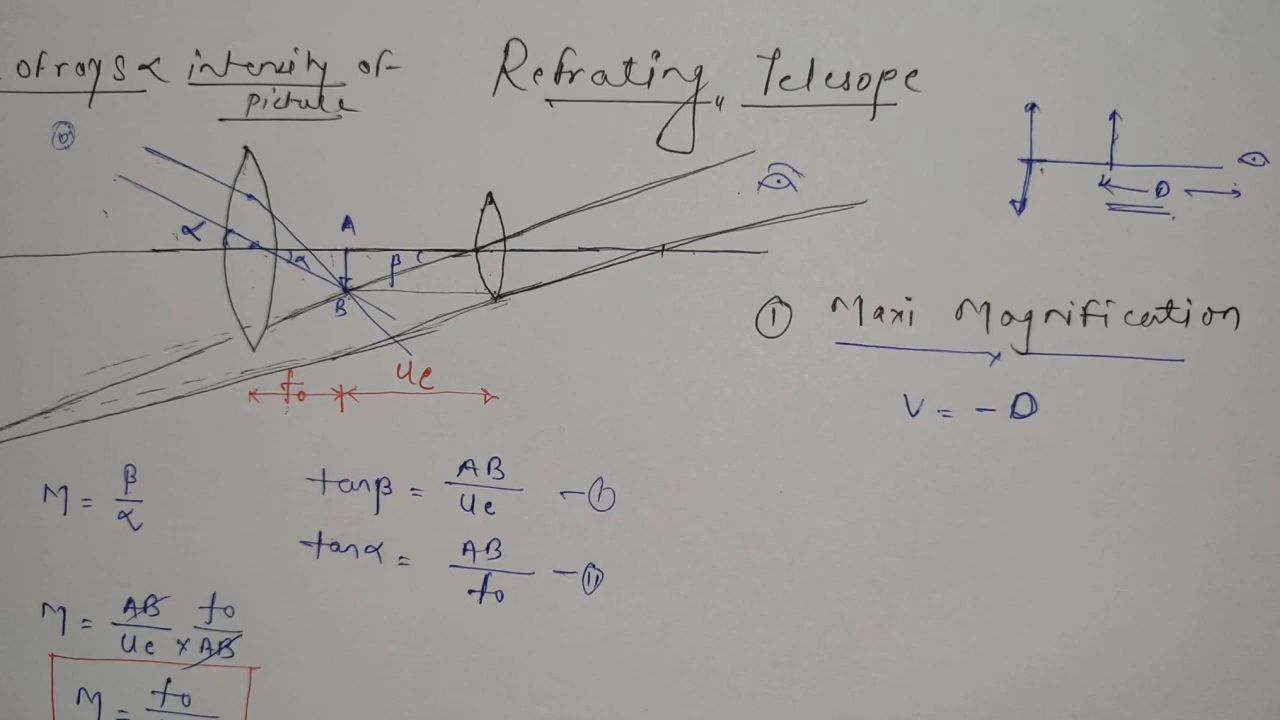 of rays ∝ intensity of
picture
Refrating Telesope
α
α
A
β
B
D
fo
ue
① Maxi Magnification
V = - D
M = β/α
tanβ = AB/ue - ①
tanα = AB/fo - ⑪
M = AB/ue × fo/AB
M = fo